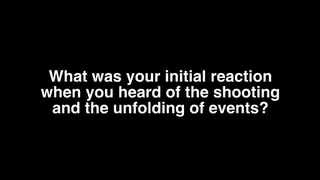 What was your initial reaction
when you heard of the shooting
and the unfolding of events?